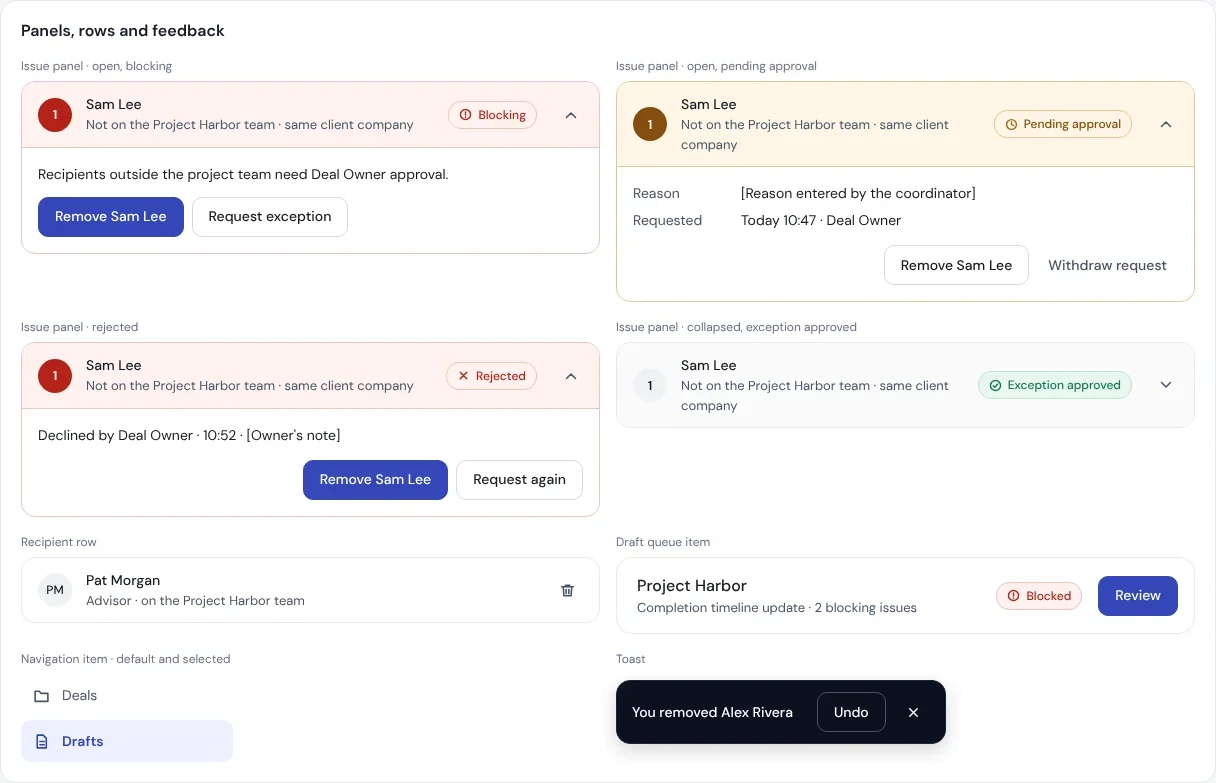 Panels, rows and feedback
Issue panel · open, blocking
1
Sam Lee
Not on the Project Harbor team · same client company
Blocking
Recipients outside the project team need Deal Owner approval.
Remove Sam Lee
Request exception
Issue panel · open, pending approval
1
Sam Lee
Not on the Project Harbor team · same client
company
Pending approval
Reason [Reason entered by the coordinator]
Requested Today 10:47 · Deal Owner
Remove Sam Lee
Withdraw request
Issue panel · rejected
1
Sam Lee
Not on the Project Harbor team · same client company
Rejected
Declined by Deal Owner · 10:52 · [Owner's note]
Remove Sam Lee
Request again
Issue panel · collapsed, exception approved
1
Sam Lee
Not on the Project Harbor team · same client
company
Exception approved
Recipient row
PM
Pat Morgan
Advisor · on the Project Harbor team
Draft queue item
Project Harbor
Completion timeline update · 2 blocking issues
Blocked
Review
Navigation item · default and selected
Deals
Drafts
Toast
You removed Alex Rivera
Undo